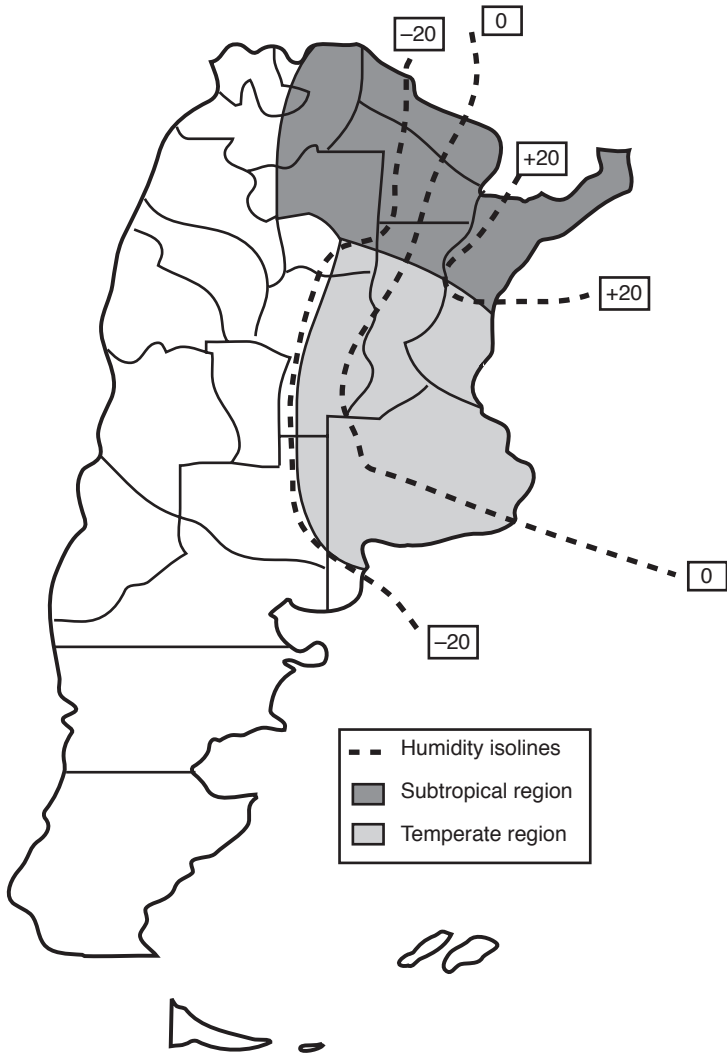 0
–20
+20
+20
0
–20
Humidity isolines
Subtropical region
Temperate region